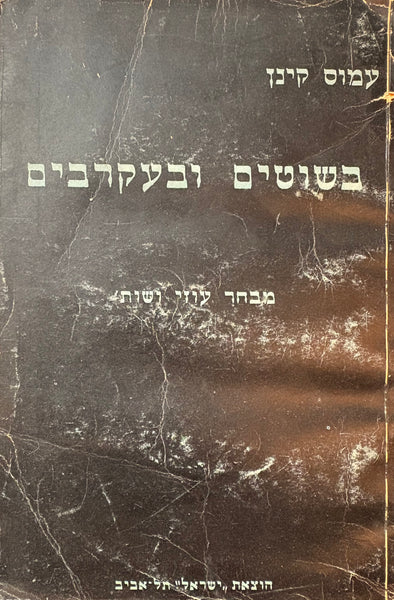 עמוס קינן
בשוטים ובעקרבים
מבחר עוזי ושות׳
הוצאת „ישראל" תל־אביב